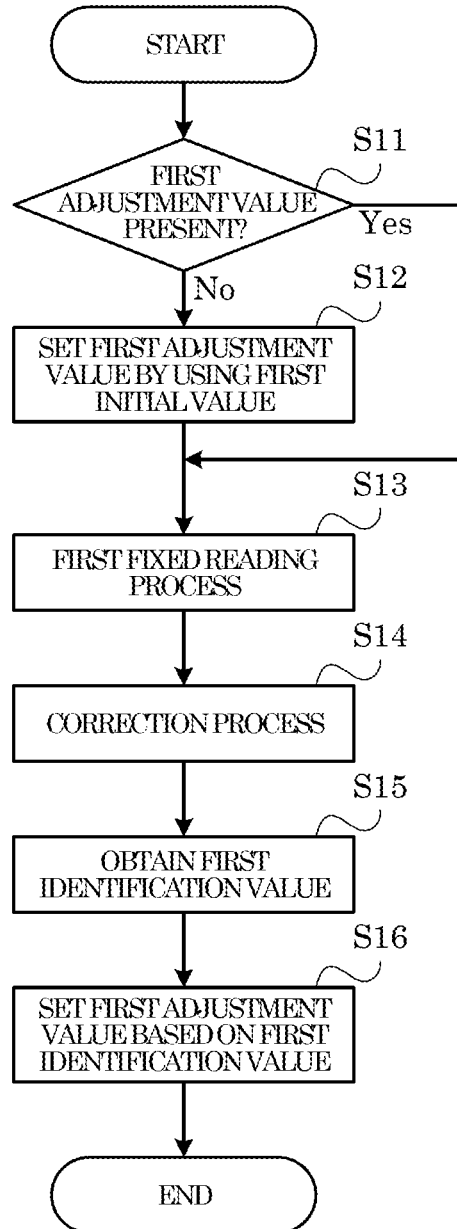 START
S11
FIRST
ADJUSTMENT VALUE
PRESENT?
Yes
No
S12
SET FIRST ADJUSTMENT
VALUE BY USING FIRST
INITIAL VALUE
S13
FIRST FIXED READING
PROCESS
S14
CORRECTION PROCESS
S15
OBTAIN FIRST
IDENTIFICATION VALUE
S16
SET FIRST ADJUSTMENT
VALUE BASED ON FIRST
IDENTIFICATION VALUE
END